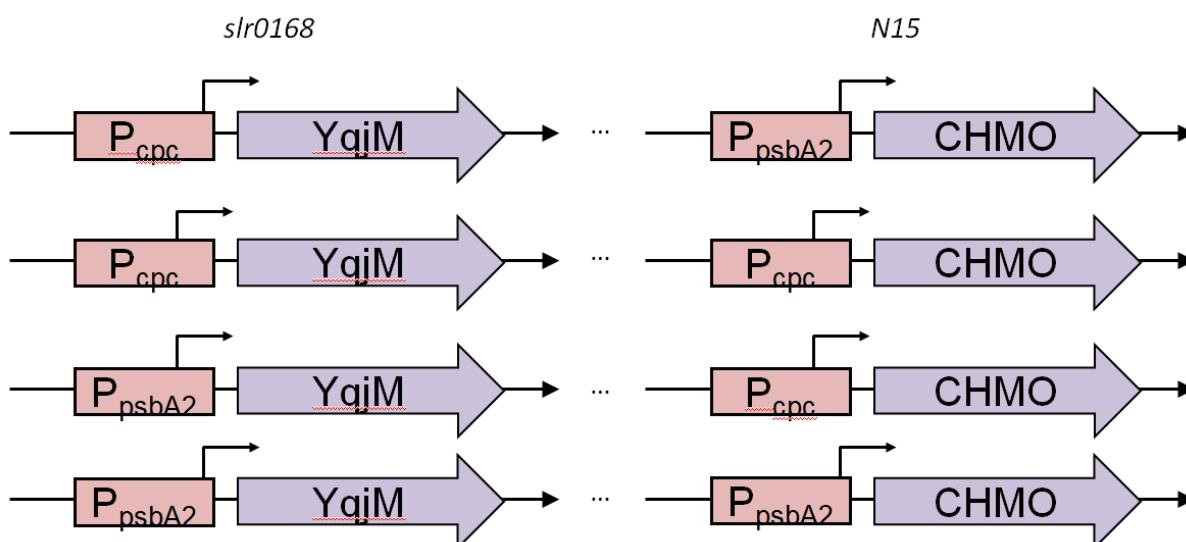 slr0168 N15
Pcpc YqjM ... PpsbA2 CHMO
Pcpc YqjM ... Pcpc CHMO
PpsbA2 YqjM ... Pcpc CHMO
PpsbA2 YqjM ... PpsbA2 CHMO